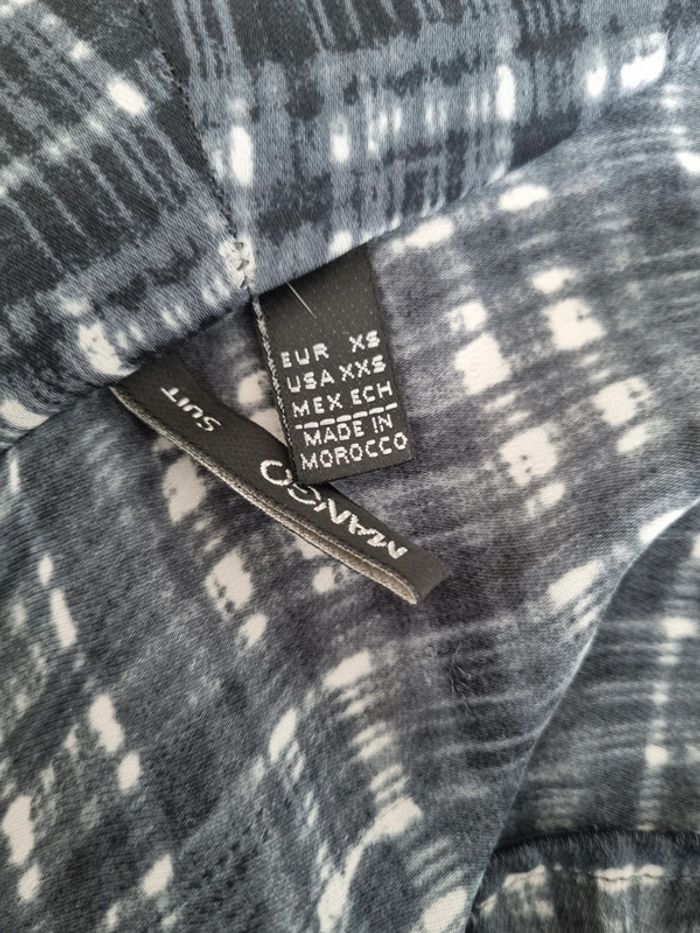 EUR XS
USA XXS
MEX ECH
MADE IN
MOROCCO
MANGO
SUIT